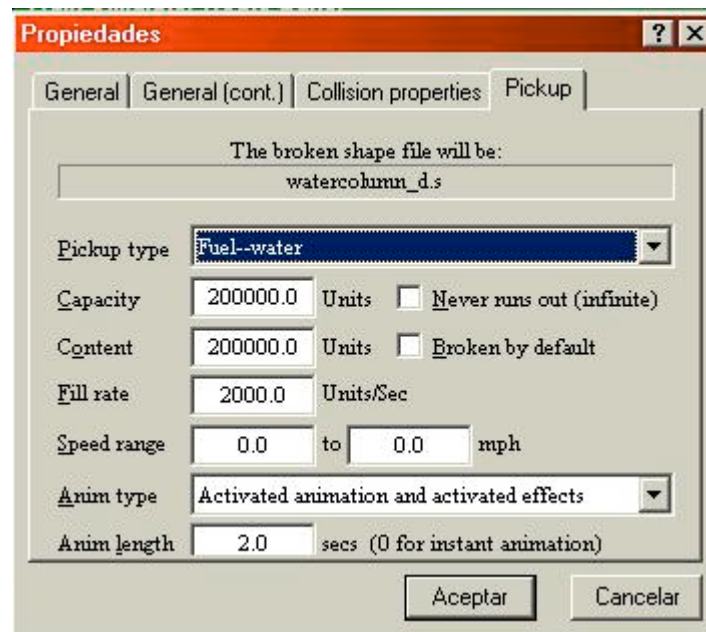 Propiedades
General General (cont.) Collision properties Pickup
The broken shape file will be:
watercolumn_d.s
Pickup type Fuel--water
Capacity 200000.0 Units Never runs out (infinite)
Content 200000.0 Units Broken by default
Fill rate 2000.0 Units/Sec
Speed range 0.0 to 0.0 mph
Anim type Activated animation and activated effects
Anim length 2.0 secs (0 for instant animation)
Aceptar Cancelar